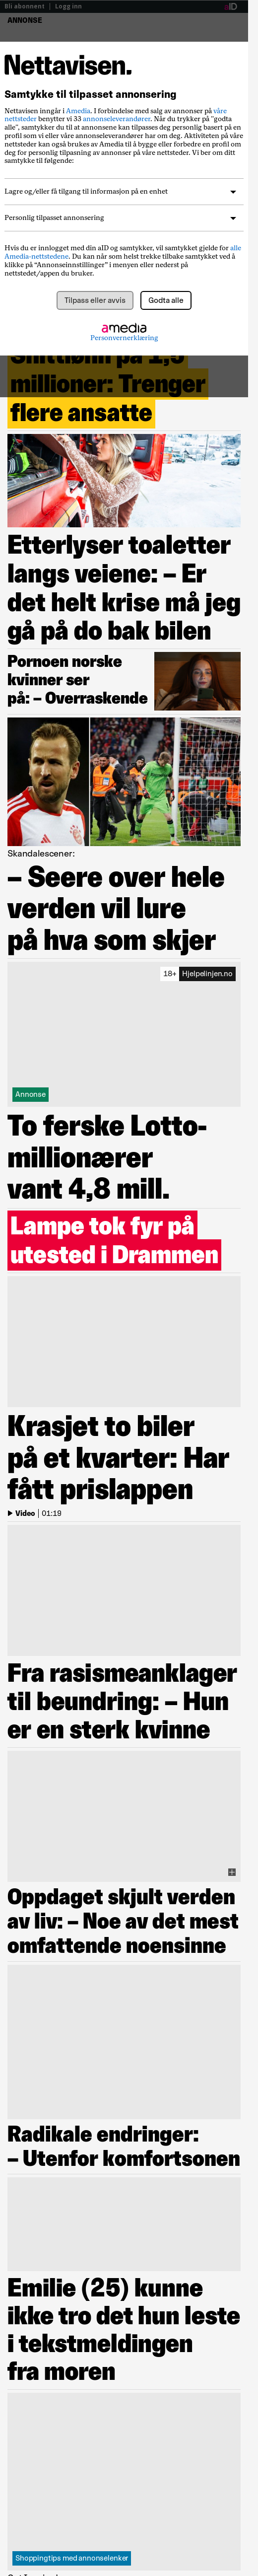 Bli abonnent | Logg inn
ANNONSE
Nettavisen.
Samtykke til tilpasset annonsering
Nettavisen inngår i Amedia. I forbindelse med salg av annonser på våre
nettsteder benytter vi 33 annonseleverandører. Når du trykker på "godta
alle", samtykker du til at annonsene kan tilpasses deg personlig basert på den
profil som vi eller våre annonseleverandører har om deg. Aktiviteten på våre
nettsteder kan også brukes av Amedia til å bygge eller forbedre en profil om
deg for personlig tilpasning av annonser på våre nettsteder. Vi ber om ditt
samtykke til følgende:
Lagre og/eller få tilgang til informasjon på en enhet
Personlig tilpasset annonsering
Hvis du er innlogget med din aID og samtykker, vil samtykket gjelde for alle
Amedia-nettstedene. Du kan når som helst trekke tilbake samtykket ved å
klikke på “Annonseinnstillinger” i menyen eller nederst på
nettstedet/appen du bruker.
Tilpass eller avvis
Godta alle
amedia
Personvernerklæring
millioner: Trenger
flere ansatte
Etterlyser toaletter
langs veiene: – Er
det helt krise må jeg
gå på do bak bilen
Pornoen norske
kvinner ser
på: – Overraskende
Skandalescener:
– Seere over hele
verden vil lure
på hva som skjer
18+ Hjelpelinjen.no
Annonse
To ferske Lotto-
millionærer
vant 4,8 mill.
Lampe tok fyr på
utested i Drammen
Krasjet to biler
på et kvarter: Har
fått prislappen
Video | 01:19
Fra rasismeanklager
til beundring: – Hun
er en sterk kvinne
Oppdaget skjult verden
av liv: – Noe av det mest
omfattende noensinne
Radikale endringer:
– Utenfor komfortsonen
Emilie (25) kunne
ikke tro det hun leste
i tekstmeldingen
fra moren
Shoppingtips med annonselenker